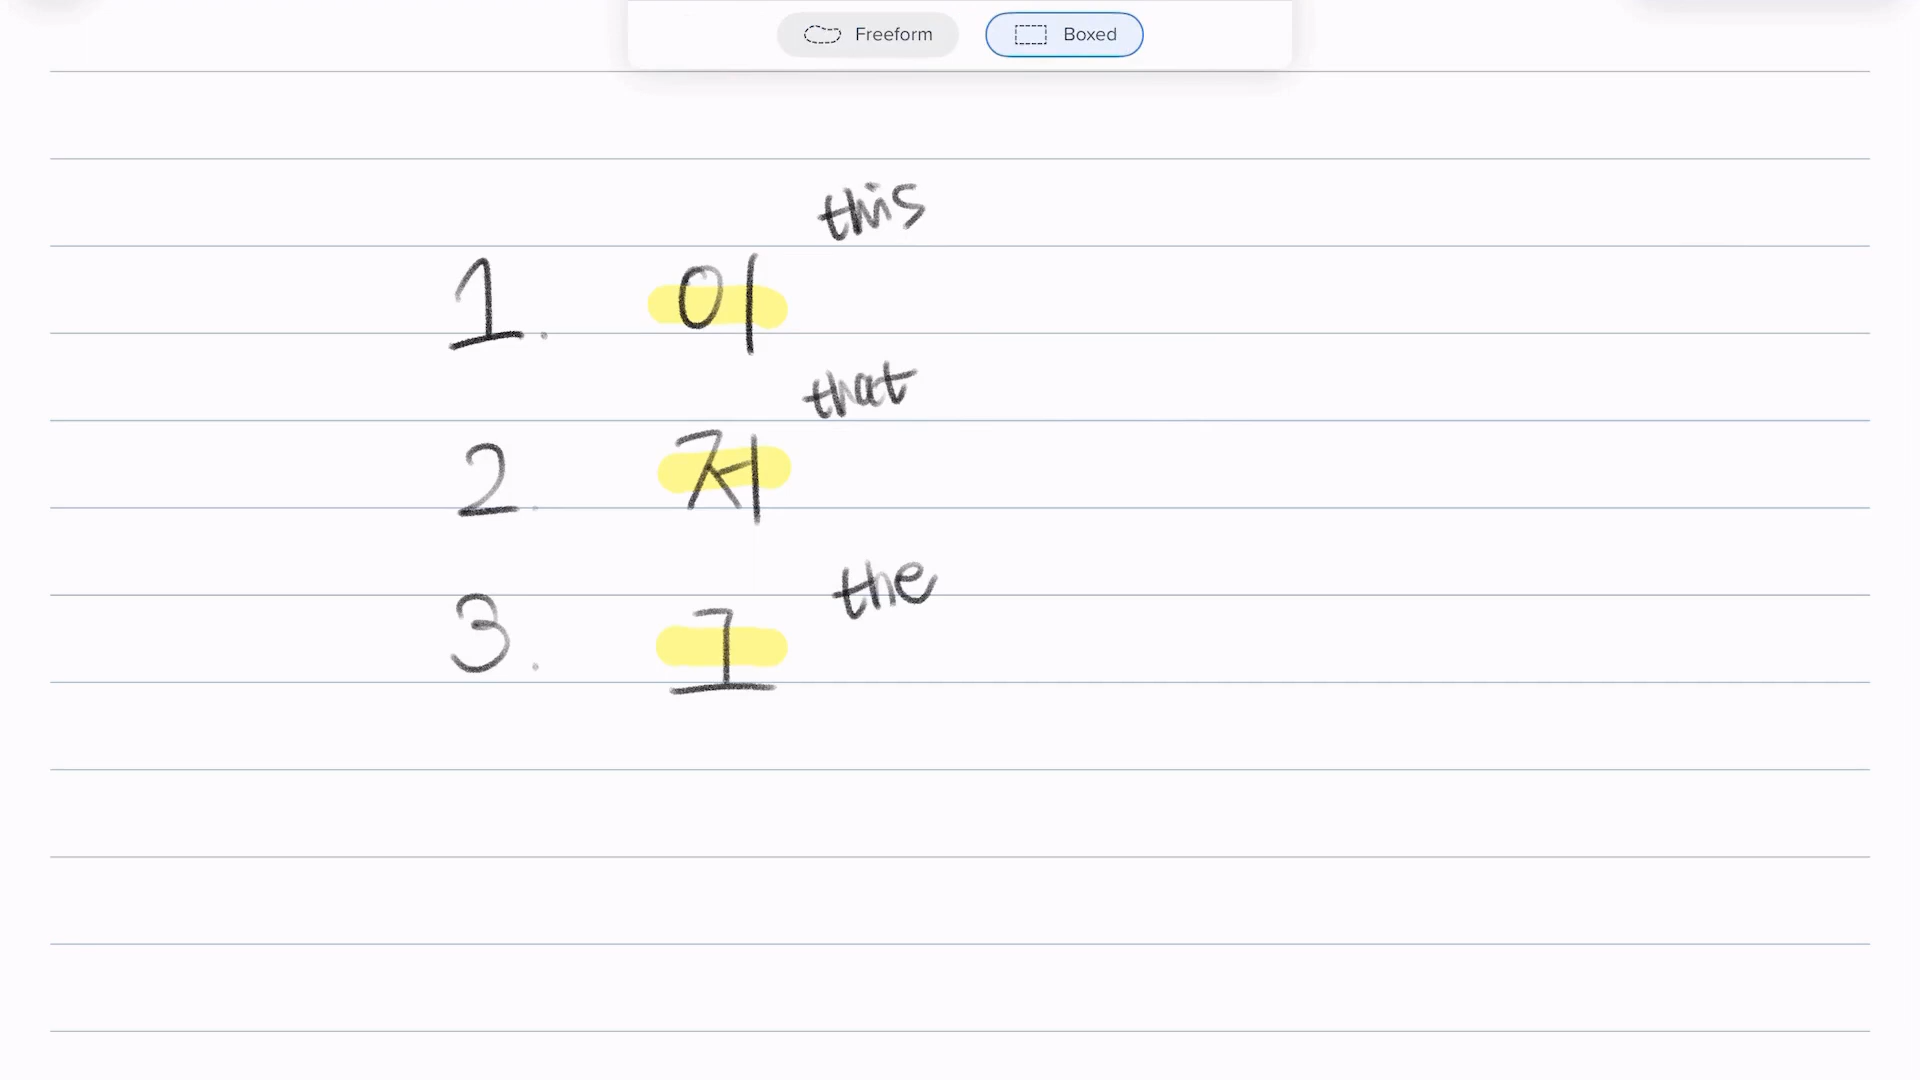 Freeform Boxed
this
1. 이
that
2. 저
the
3. 그